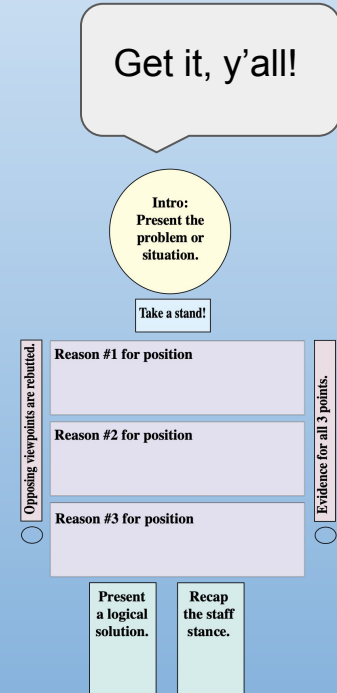 Get it, y'all!
Intro:
Present the
problem or
situation.
Take a stand!
Opposing viewpoints are rebutted.
Reason #1 for position
Reason #2 for position
Reason #3 for position
Evidence for all 3 points.
Present
a logical
solution.
Recap
the staff
stance.